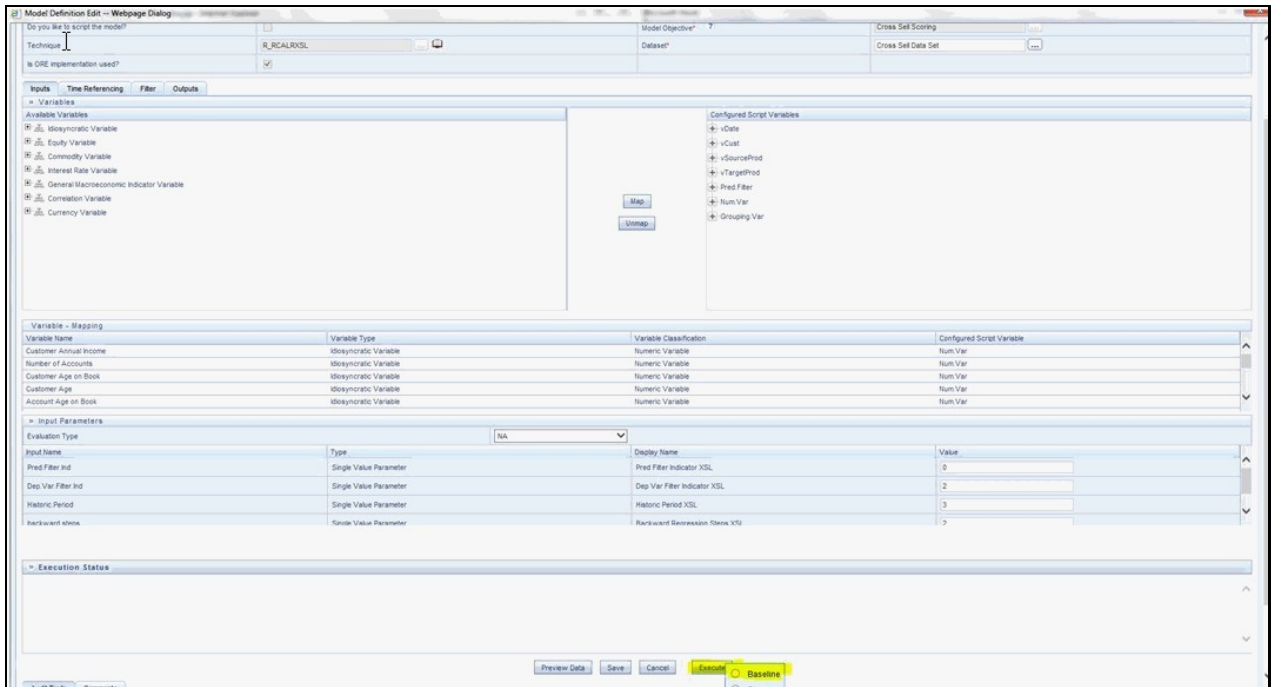 Model Definition Edit -- Webpage Dialog
Do you like to script the model?
Model Objective* ?
Cross Sell Scoring
...
Technique
R_RCALRXSL
...
Dataset*
Cross Sell Data Set
...
Is ORE implementation used?
Inputs Time Referencing Filter Outputs
» Variables
Available Variables
Configured Script Variables
Idiosyncratic Variable
Equity Variable
Commodity Variable
Interest Rate Variable
General Macroeconomic Indicator Variable
Correlation Variable
Currency Variable
Map
Unmap
vDate
vCust
vSourceProd
vTargetProd
Pred.Filter
Num.Var
Grouping.Var
Variable - Mapping
Variable Name Variable Type Variable Classification Configured Script Variable
Customer Annual Income Idiosyncratic Variable Numeric Variable Num.Var
Number of Accounts Idiosyncratic Variable Numeric Variable Num.Var
Customer Age on Book Idiosyncratic Variable Numeric Variable Num.Var
Customer Age Idiosyncratic Variable Numeric Variable Num.Var
Account Age on Book Idiosyncratic Variable Numeric Variable Num.Var
» Input Parameters
Evaluation Type NA
Input Name Type Display Name Value
Pred.Filter.Ind Single Value Parameter Pred Filter Indicator XSL 0
Dep.Var.Filter.Ind Single Value Parameter Dep Var Filter Indicator XSL 2
Historic.Period Single Value Parameter Historic Period XSL 3
backward.steps Single Value Parameter Backward Regression Steps XSL 2
» Execution Status
Preview Data Save Cancel Execute
Baseline